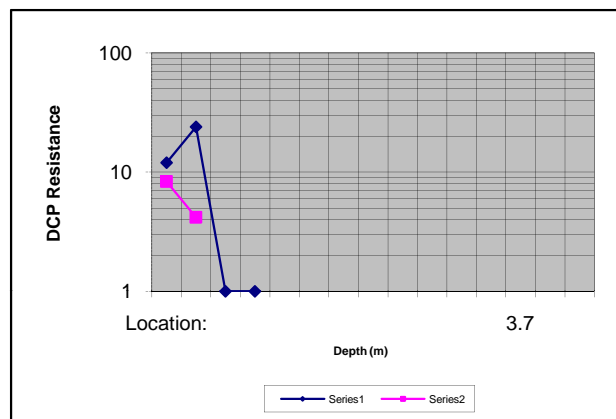 100
DCP Resistance
10
1
Location: 3.7
Depth (m)
Series1 Series2